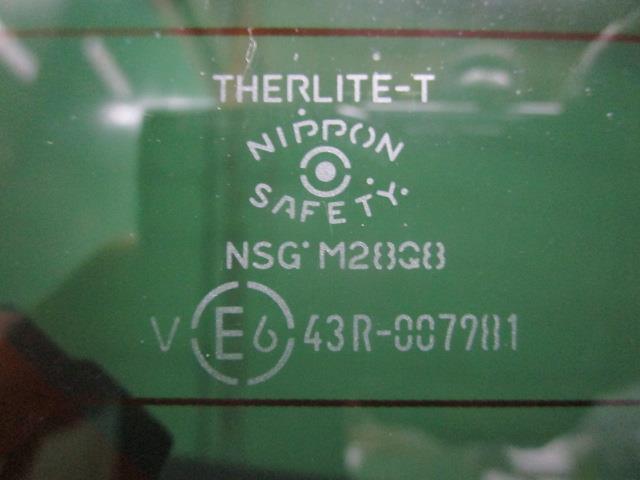 THERLITE-T
NIPPON
SAFETY
NSG M28Q8
V E6 43R-007981